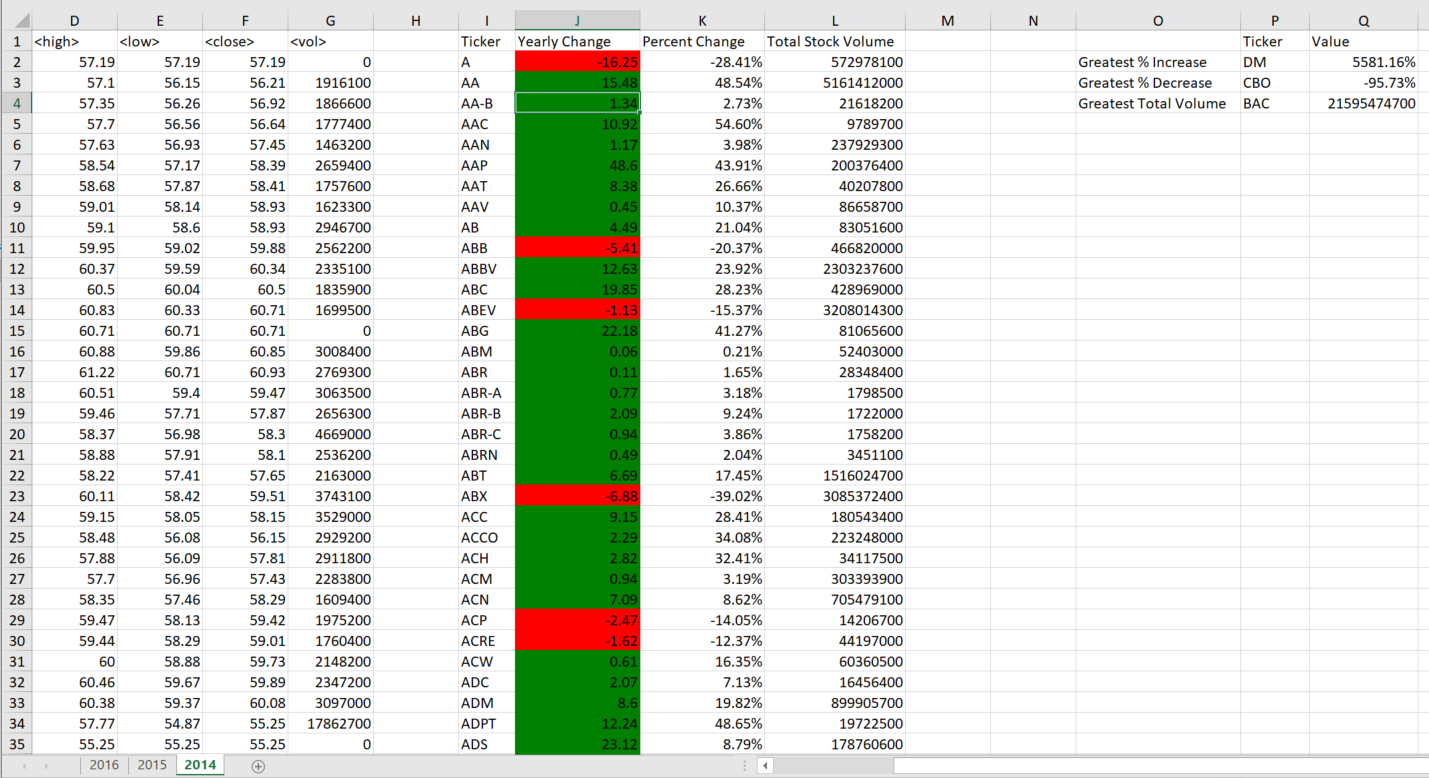 D E F G H I J K L M N O P Q
1 <high> <low> <close> <vol> Ticker Yearly Change Percent Change Total Stock Volume Ticker Value
2 57.19 57.19 57.19 0 A -16.25 -28.41% 572978100 Greatest % Increase DM 5581.16%
3 57.1 56.15 56.21 1916100 AA 15.48 48.54% 5161412000 Greatest % Decrease CBO -95.73%
4 57.35 56.26 56.92 1866600 AA-B 1.34 2.73% 21618200 Greatest Total Volume BAC 21595474700
5 57.7 56.56 56.64 1777400 AAC 10.92 54.60% 9789700
6 57.63 56.93 57.45 1463200 AAN 1.17 3.98% 237929300
7 58.54 57.17 58.39 2659400 AAP 48.6 43.91% 200376400
8 58.68 57.87 58.41 1757600 AAT 8.38 26.66% 40207800
9 59.01 58.14 58.93 1623300 AAV 0.45 10.37% 86658700
10 59.1 58.6 58.93 2946700 AB 4.49 21.04% 83051600
11 59.95 59.02 59.88 2562200 ABB -5.41 -20.37% 466820000
12 60.37 59.59 60.34 2335100 ABBV 12.63 23.92% 2303237600
13 60.5 60.04 60.5 1835900 ABC 19.85 28.23% 428969000
14 60.83 60.33 60.71 1699500 ABEV -1.13 -15.37% 3208014300
15 60.71 60.71 60.71 0 ABG 22.18 41.27% 81065600
16 60.88 59.86 60.85 3008400 ABM 0.06 0.21% 52403000
17 61.22 60.71 60.93 2769300 ABR 0.11 1.65% 28348400
18 60.51 59.4 59.47 3063500 ABR-A 0.77 3.18% 1798500
19 59.46 57.71 57.87 2656300 ABR-B 2.09 9.24% 1722000
20 58.37 56.98 58.3 4669000 ABR-C 0.94 3.86% 1758200
21 58.88 57.91 58.1 2536200 ABRN 0.49 2.04% 3451100
22 58.22 57.41 57.65 2163000 ABT 6.69 17.45% 1516024700
23 60.11 58.42 59.51 3743100 ABX -6.88 -39.02% 3085372400
24 59.15 58.05 58.15 3529000 ACC 9.15 28.41% 180543400
25 58.48 56.08 56.15 2929200 ACCO 2.29 34.08% 223248000
26 57.88 56.09 57.81 2911800 ACH 2.82 32.41% 34117500
27 57.7 56.96 57.43 2283800 ACM 0.94 3.19% 303393900
28 58.35 57.46 58.29 1609400 ACN 7.09 8.62% 705479100
29 59.47 58.13 59.42 1975200 ACP -2.47 -14.05% 14206700
30 59.44 58.29 59.01 1760400 ACRE -1.62 -12.37% 44197000
31 60 58.88 59.73 2148200 ACW 0.61 16.35% 60360500
32 60.46 59.67 59.89 2347200 ADC 2.07 7.13% 16456400
33 60.38 59.37 60.08 3097000 ADM 8.6 19.82% 899905700
34 57.77 54.87 55.25 17862700 ADPT 12.24 48.65% 19722500
35 55.25 55.25 55.25 0 ADS 23.12 8.79% 178760600
2016 2015 2014